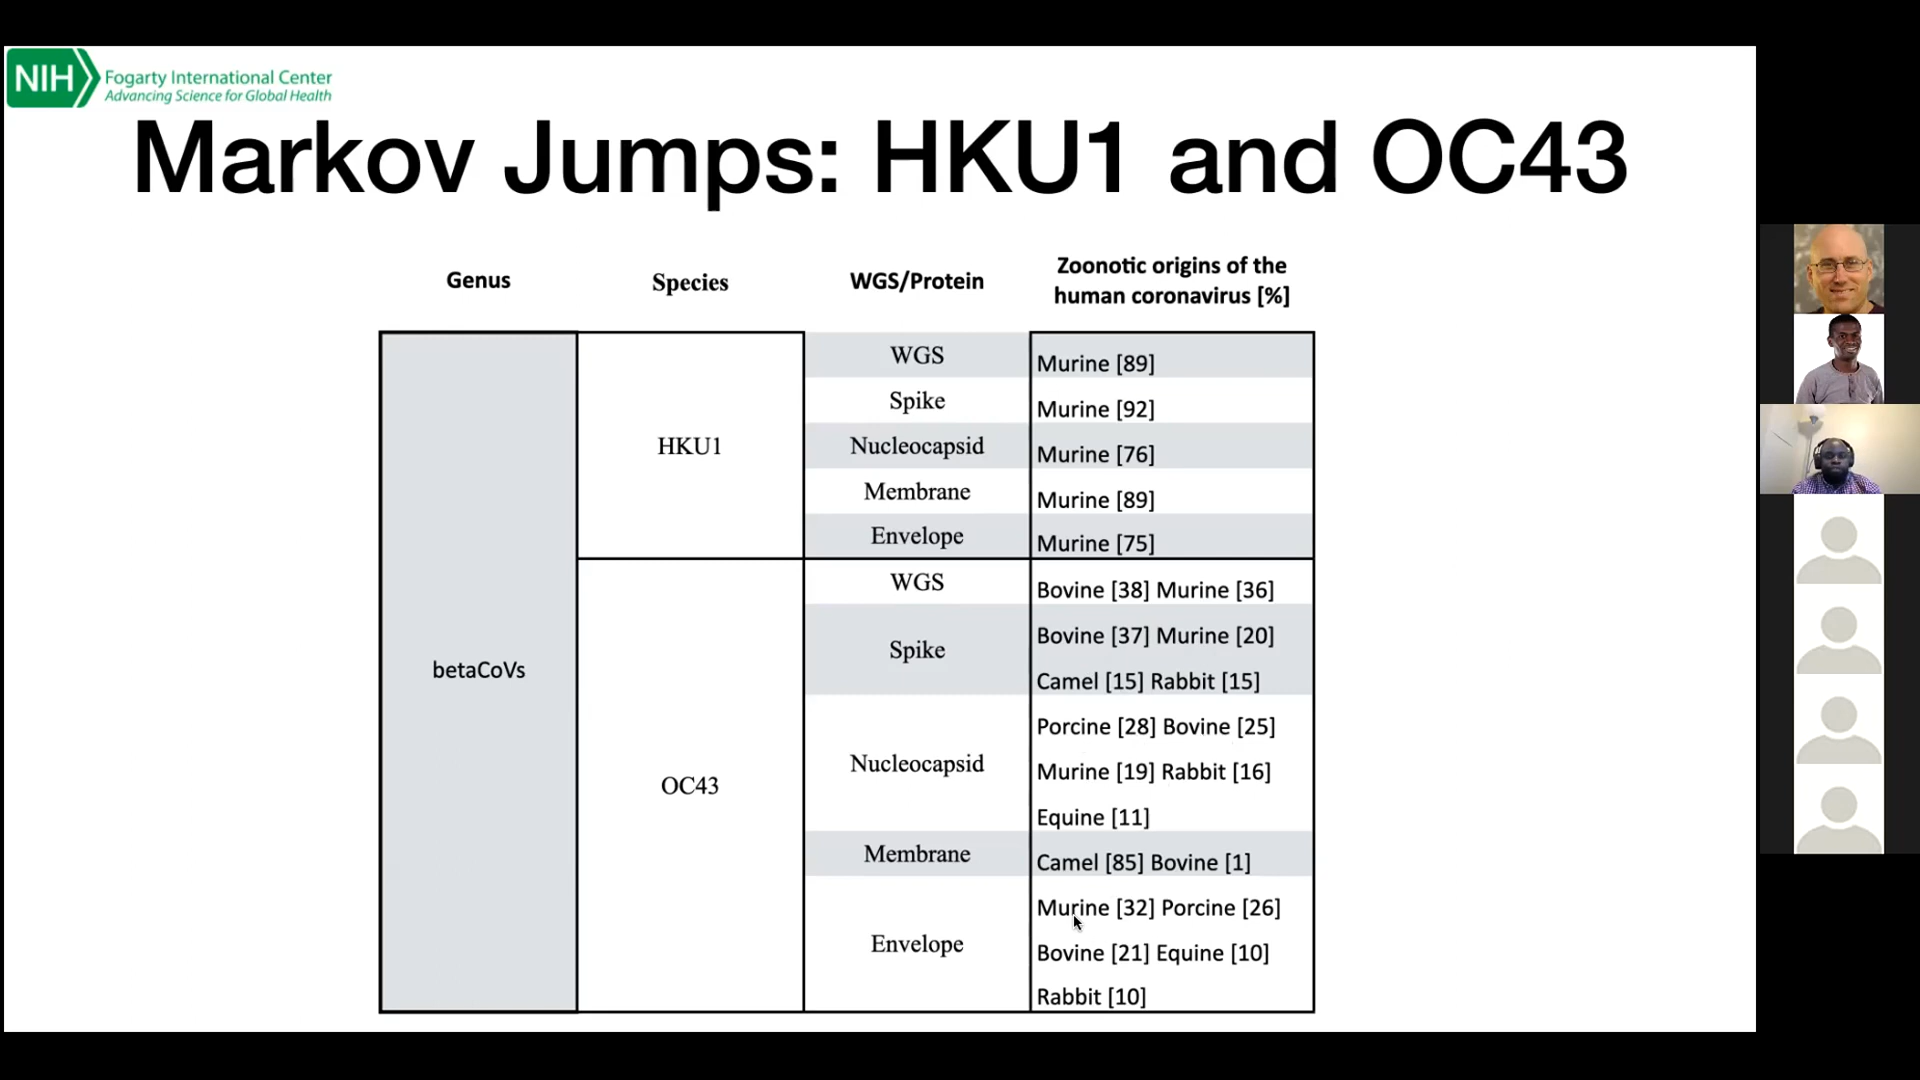 NIH Fogarty International Center
Advancing Science for Global Health
Markov Jumps: HKU1 and OC43
Genus Species WGS/Protein Zoonotic origins of the human coronavirus [%]
betaCoVs
HKU1
WGS Murine [89]
Spike Murine [92]
Nucleocapsid Murine [76]
Membrane Murine [89]
Envelope Murine [75]
OC43
WGS Bovine [38] Murine [36]
Spike Bovine [37] Murine [20]
Camel [15] Rabbit [15]
Nucleocapsid Porcine [28] Bovine [25]
Murine [19] Rabbit [16]
Equine [11]
Membrane Camel [85] Bovine [1]
Envelope Murine [32] Porcine [26]
Bovine [21] Equine [10]
Rabbit [10]